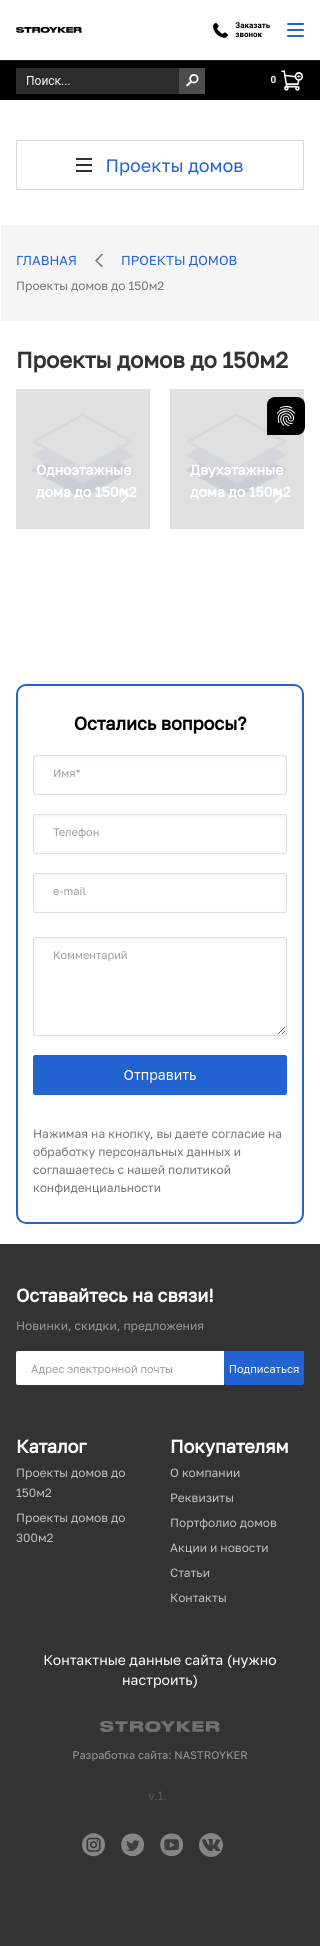 STROYKER
Заказать
звонок
Поиск...
0
Проекты домов
ГЛАВНАЯ
ПРОЕКТЫ ДОМОВ
Проекты домов до 150м2
Проекты домов до 150м2
Одноэтажные
дома до 150м2
Двухэтажные
дома до 150м2
Остались вопросы?
Имя*
Телефон
e-mail
Комментарий
Отправить
Нажимая на кнопку, вы даете согласие на
обработку персональных данных и
соглашаетесь с нашей политикой
конфиденциальности
Оставайтесь на связи!
Новинки, скидки, предложения
Адрес электронной почты
Подписаться
Каталог
Проекты домов до
150м2
Проекты домов до
300м2
Покупателям
О компании
Реквизиты
Портфолио домов
Акции и новости
Статьи
Контакты
Контактные данные сайта (нужно
настроить)
STROYKER
Разработка сайта: NASTROYKER
v.1.